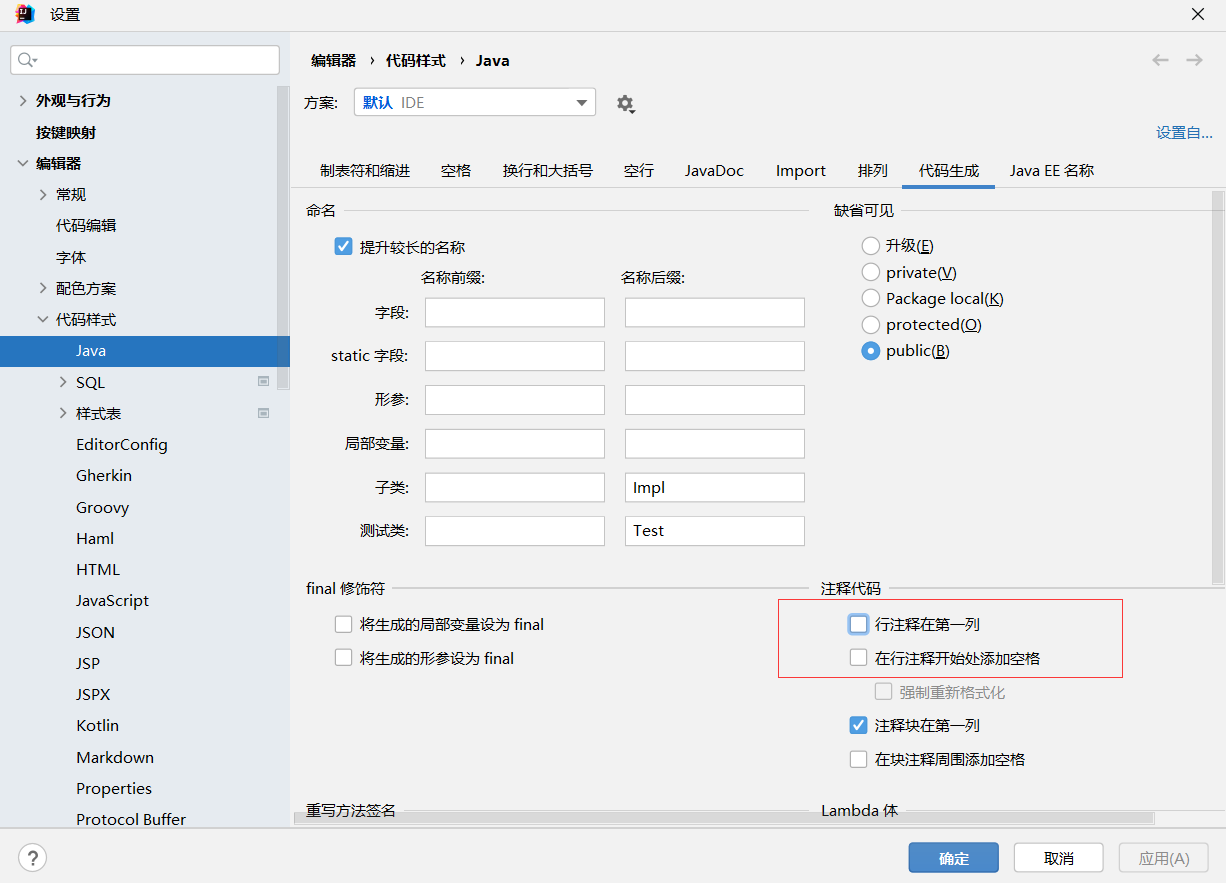 设置
外观与行为
按键映射
编辑器
常规
代码编辑
字体
配色方案
代码样式
Java
SQL
样式表
EditorConfig
Gherkin
Groovy
Haml
HTML
JavaScript
JSON
JSP
JSPX
Kotlin
Markdown
Properties
Protocol Buffer
编辑器 › 代码样式 › Java
方案: 默认 IDE
设置自...
制表符和缩进 空格 换行和大括号 空行 JavaDoc Import 排列 代码生成 Java EE 名称
命名
提升较长的名称
名称前缀: 名称后缀:
字段:
static 字段:
形参:
局部变量:
子类: Impl
测试类: Test
缺省可见
升级(E)
private(V)
Package local(K)
protected(O)
public(B)
final 修饰符
将生成的局部变量设为 final
将生成的形参设为 final
注释代码
行注释在第一列
在行注释开始处添加空格
强制重新格式化
注释块在第一列
在块注释周围添加空格
重写方法签名
Lambda 体
?
确定 取消 应用(A)